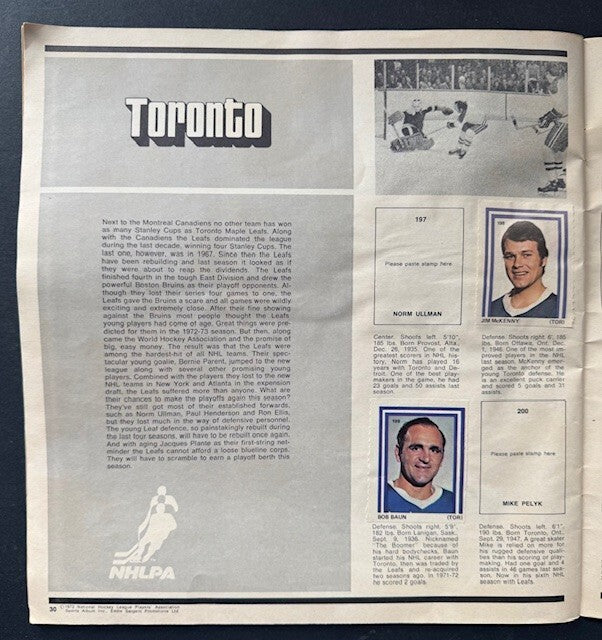 Toronto
Next to the Montreal Canadiens no other team has won
as many Stanley Cups as Toronto Maple Leafs. Along
with the Canadiens the Leafs dominated the league
during the last decade, winning four Stanley Cups. The
last one, however, was in 1967. Since then the Leafs
have been rebuilding and last season it looked as if
they were about to reap the dividends. The Leafs
finished fourth in the tough East Division and drew the
powerful Boston Bruins as their playoff opponents. Al-
though they lost their series four games to one, the
Leafs gave the Bruins a scare and all games were wildly
exciting and extremely close. After their fine showing
against the Bruins most people thought the Leafs
young players had come of age. Great things were pre-
dicted for them in the 1972-73 season. But then, along
came the World Hockey Association and the promise of
big, easy money. The result was that the Leafs were
among the hardest-hit of all NHL teams. Their spec-
tacular young goalie, Bernie Parent, jumped to the new
league along with several other promising young
players. Combined with the players they lost to the new
NHL teams in New York and Atlanta in the expansion
draft, the Leafs suffered more than anyone. What are
their chances to make the playoffs again this season?
They've still got most of their established forwards,
such as Norm Ullman, Paul Henderson and Ron Ellis,
but they lost much in the way of defensive personnel.
The young Leaf defence, so painstakingly rebuilt during
the last four seasons, will have to be rebuilt once again.
And with aging Jacques Plante as their first-string net-
minder the Leafs cannot afford a loose blueline corps.
They will have to scramble to earn a playoff berth this
season.
NHLPA
30 ©1972 National Hockey League Players' Association
Sports Album Inc., Eddie Sargent Promotions Ltd
197
Please paste stamp here
NORM ULLMAN
Center. Shoots left. 5'10",
185 lbs. Born Provost, Alta.,
Dec. 26, 1935. One of the
greatest scorers in NHL his-
tory, Norm has played 16
years with Toronto and De-
troit. One of the best play-
makers in the game, he had
23 goals and 50 assists last
season.
198
JIM McKENNY (TOR)
Defense. Shoots right. 6', 185
lbs. Born Ottawa, Ont. Dec.
1, 1946. One of the most im-
proved players in the NHL
last season, McKenny emerg-
ed as the anchor of the
young Toronto defense. He
is an excellent puck carrier
and scored 5 goals and 31
assists.
199
BOB BAUN (TOR)
Defense. Shoots right. 5'9",
182 lbs. Born Lanigan, Sask.,
Sept. 9, 1936. Nicknamed
"The Boomer" because of
his hard bodychecks, Baun
started his NHL career with
Toronto, then was traded by
the Leafs and re-acquired
two seasons ago. In 1971-72
he scored 2 goals.
200
Please paste stamp here
MIKE PELYK
Defense. Shoots left. 6'1",
190 lbs. Born Toronto, Ont.,
Sept. 29, 1947. A great skater
Mike is relied on more for
his rugged defensive quali-
ties than his scoring or play-
making. Had one goal and 4
assists in 46 games last sea-
son. Now in his sixth NHL
season with Leafs.